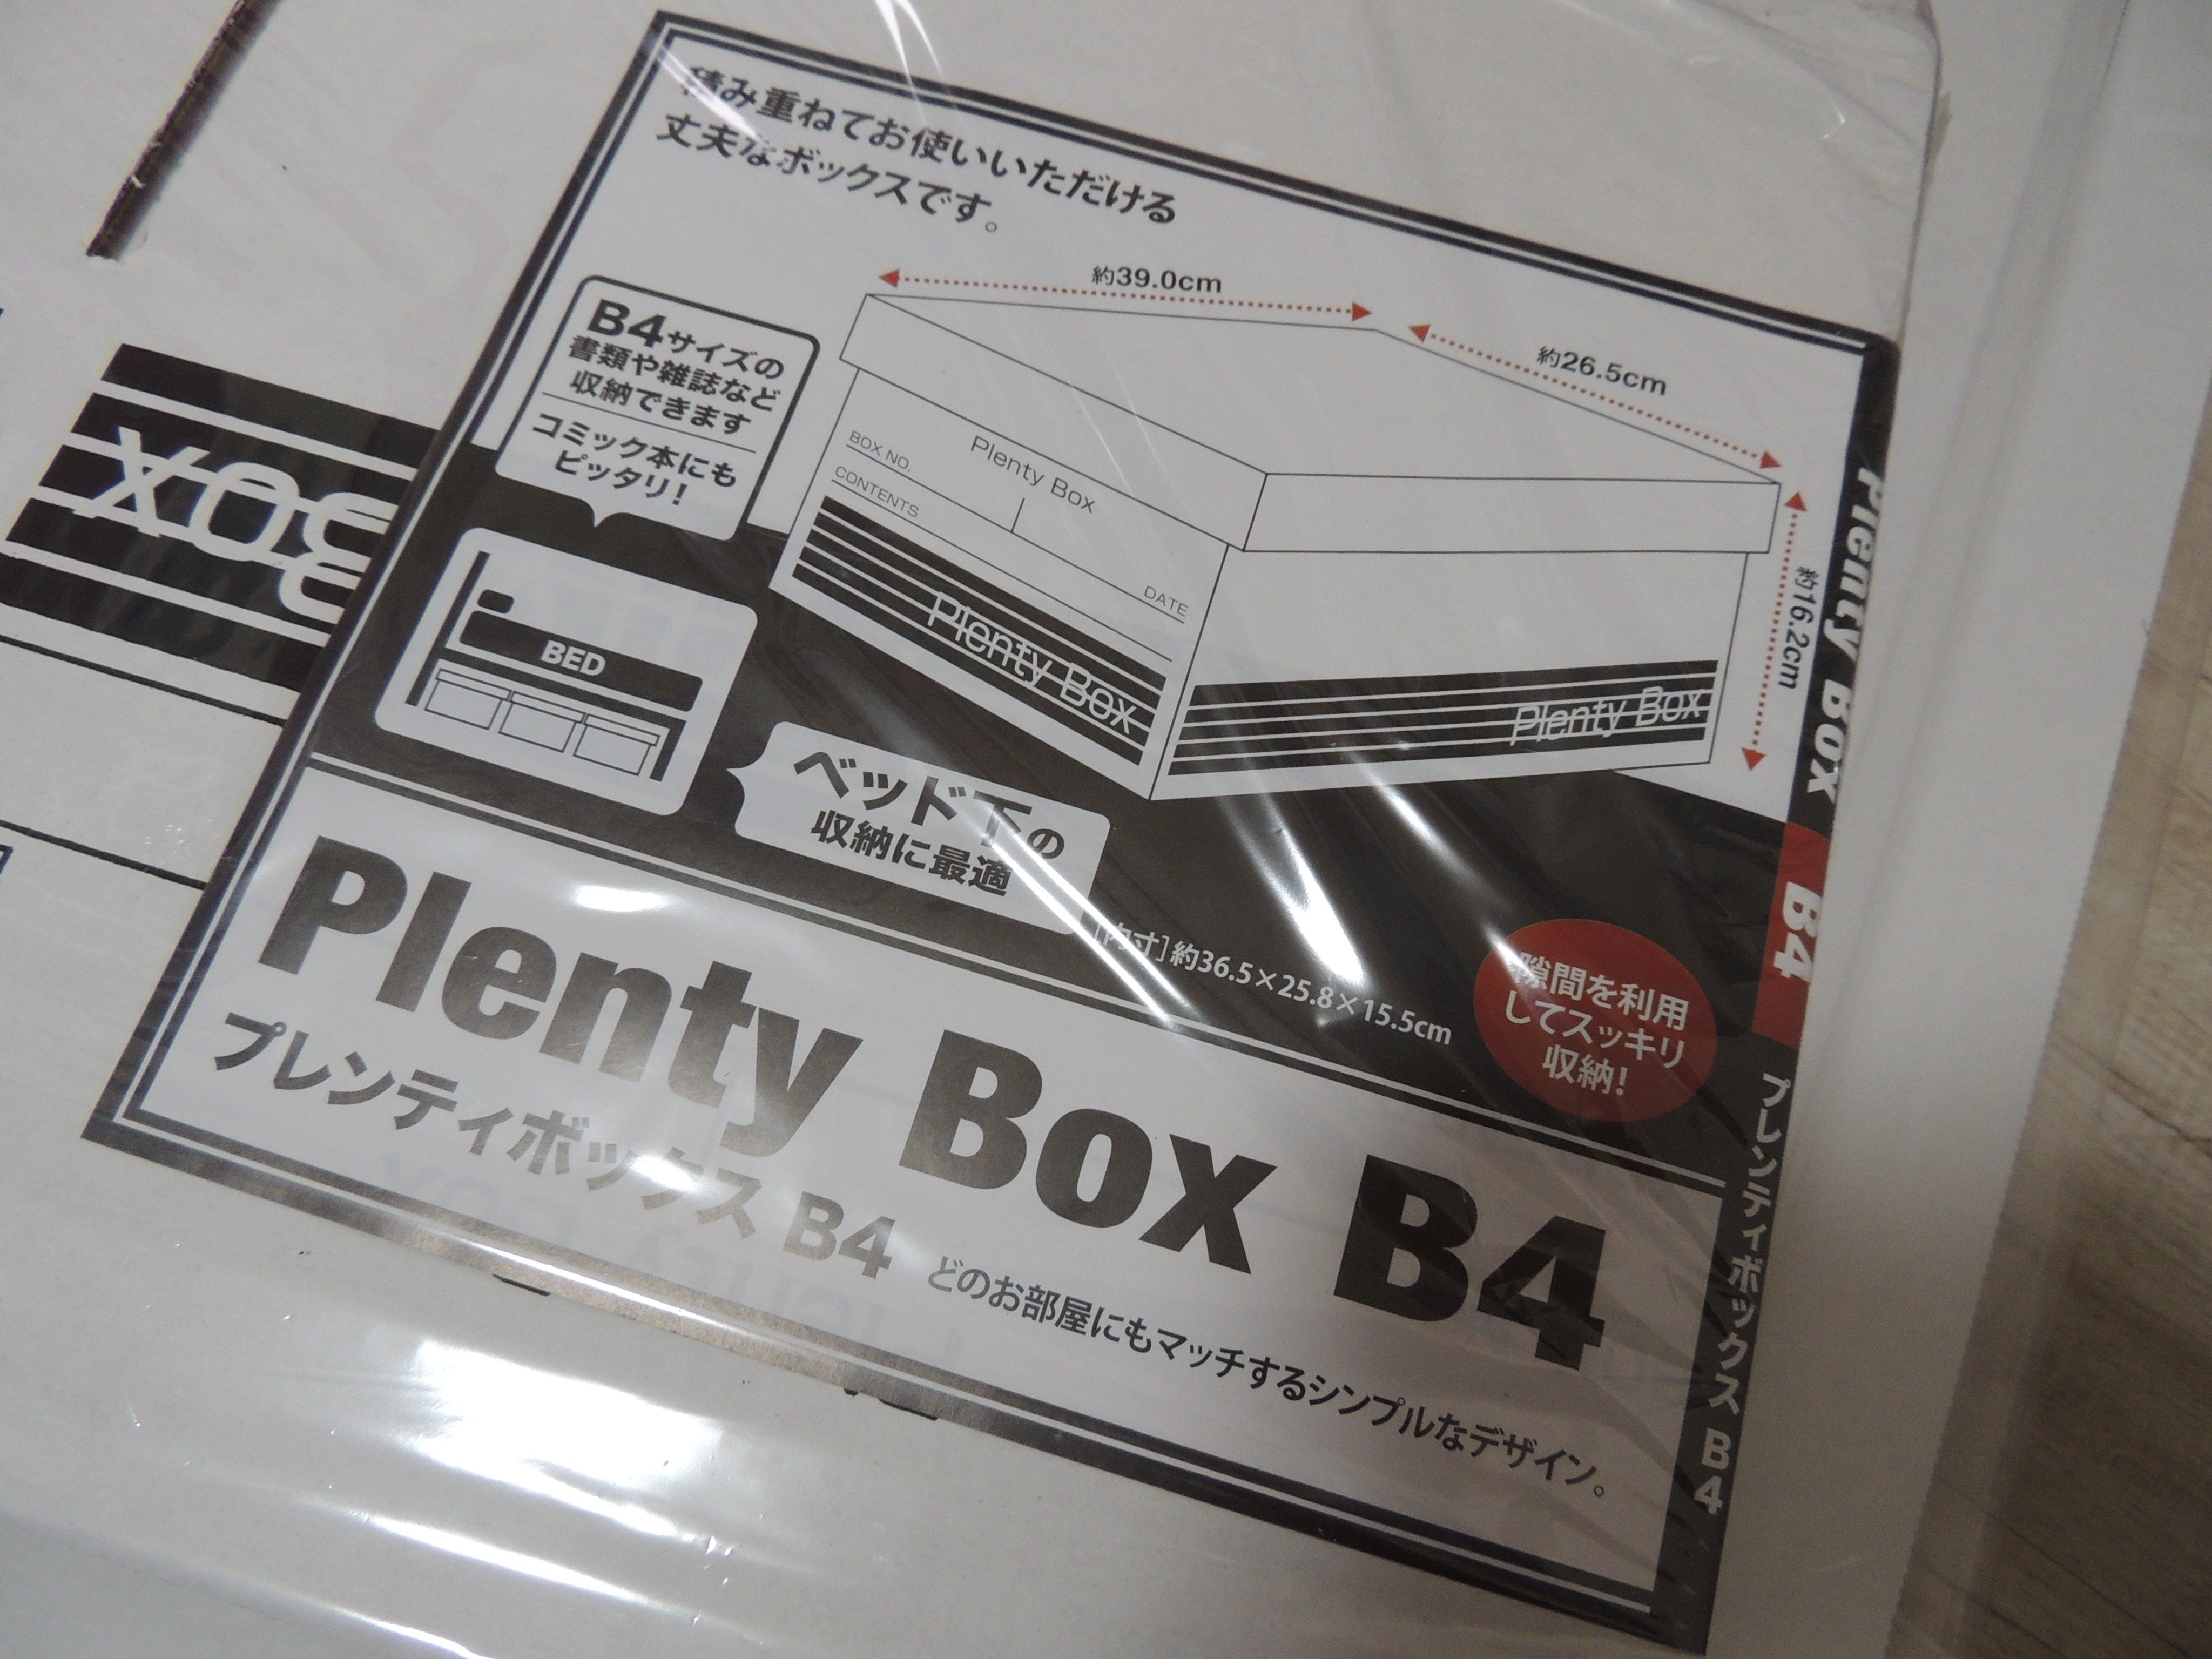 積み重ねてお使いいただける
丈夫なボックスです。
約39.0cm
約26.5cm
約16.2cm
B4サイズの
書類や雑誌など
収納できます
コミック本にも
ピッタリ!
Plenty Box
BOX NO.
CONTENTS
DATE
Plenty Box
Plenty Box
BED
ベッド下の
収納に最適
[内寸]約36.5×25.8×15.5cm
隙間を利用
してスッキリ
収納!
Plenty Box B4
プレンティボックス B4
どのお部屋にもマッチするシンプルなデザイン。
Plenty Box B4 プレンティボックス B4
BOX